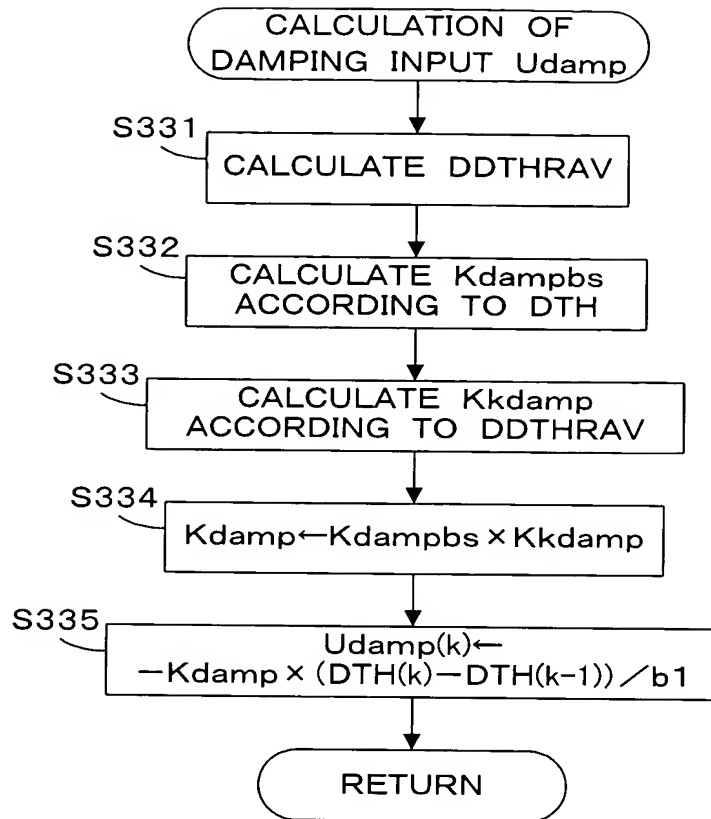 CALCULATION OF
DAMPING INPUT Udamp
S331
CALCULATE DDTHRAV
S332
CALCULATE Kdampbs
ACCORDING TO DTH
S333
CALCULATE Kkdamp
ACCORDING TO DDTHRAV
S334
Kdamp←Kdampbs×Kkdamp
S335
Udamp(k)←
−Kdamp×(DTH(k)−DTH(k-1))／b1
RETURN